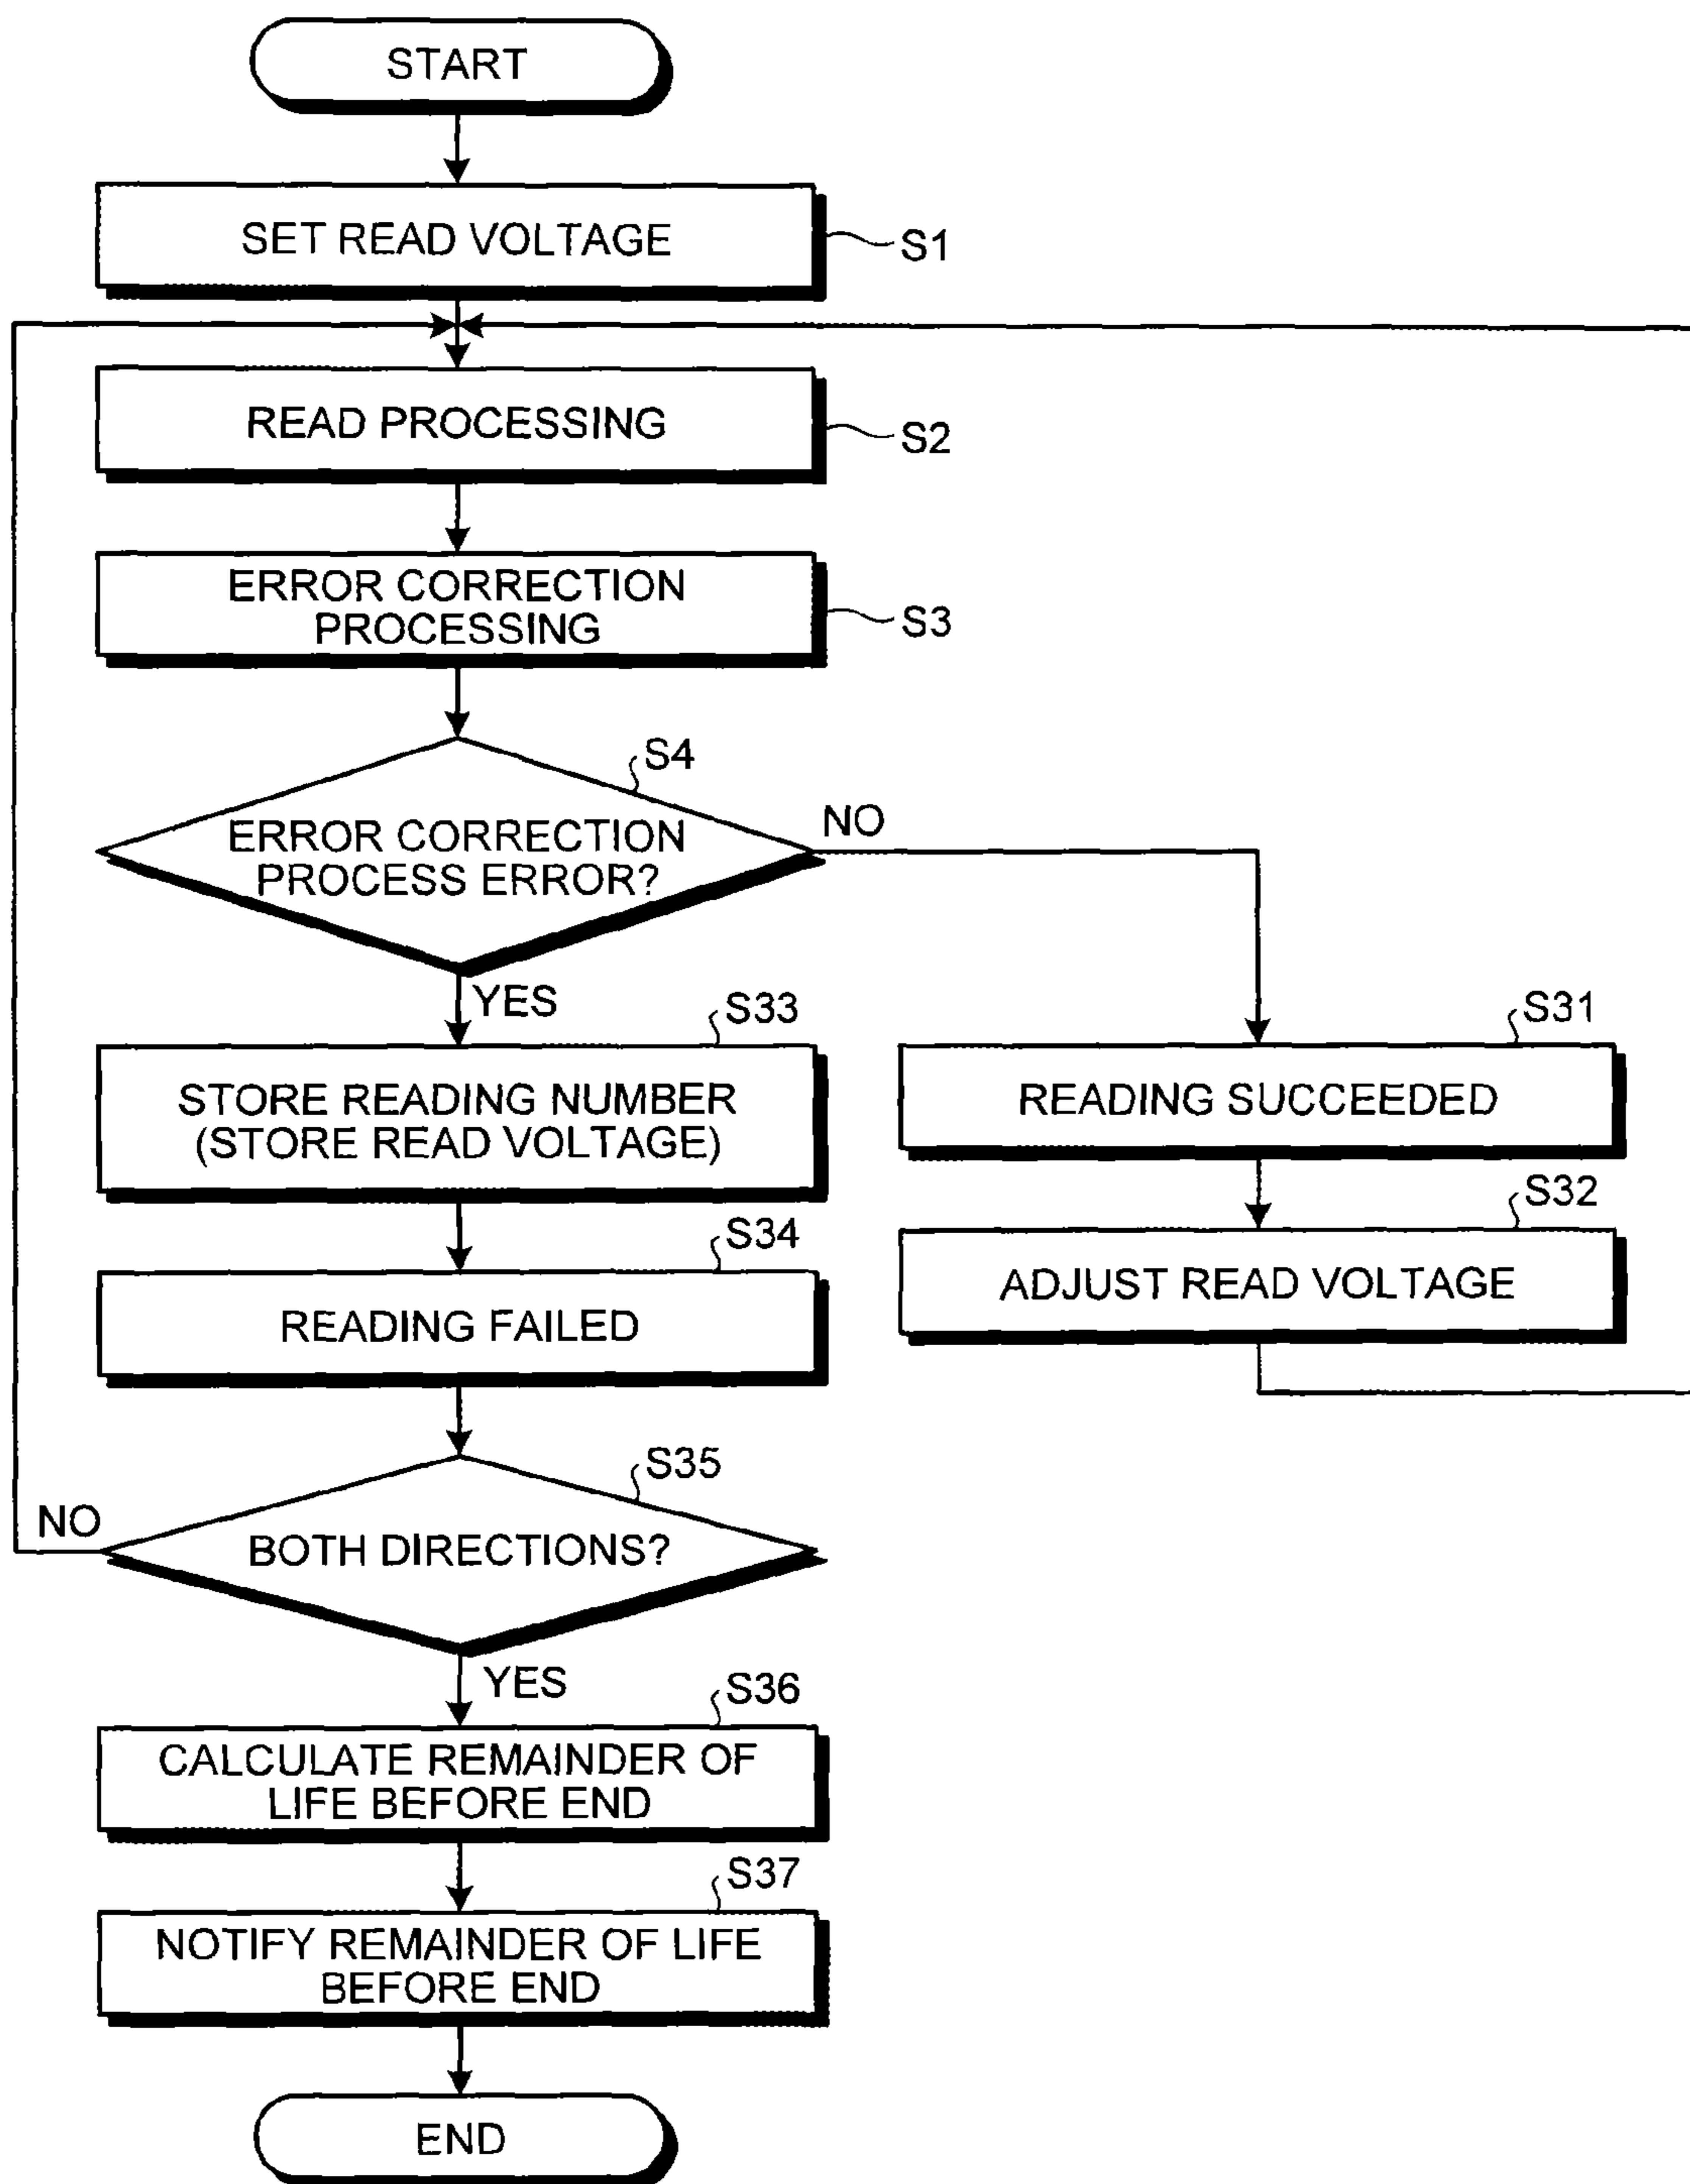 START
SET READ VOLTAGE
S1
READ PROCESSING
S2
ERROR CORRECTION
PROCESSING
S3
S4
ERROR CORRECTION
PROCESS ERROR?
NO
YES
S33
STORE READING NUMBER
(STORE READ VOLTAGE)
S31
READING SUCCEEDED
S32
ADJUST READ VOLTAGE
S34
READING FAILED
S35
BOTH DIRECTIONS?
NO
YES
S36
CALCULATE REMAINDER OF
LIFE BEFORE END
S37
NOTIFY REMAINDER OF LIFE
BEFORE END
END